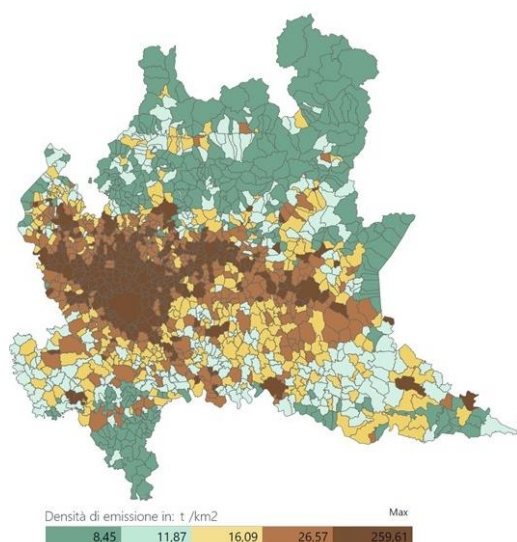 Densità di emissione in: t /km2
Max
8,45 11,87 16,09 26,57 259,61